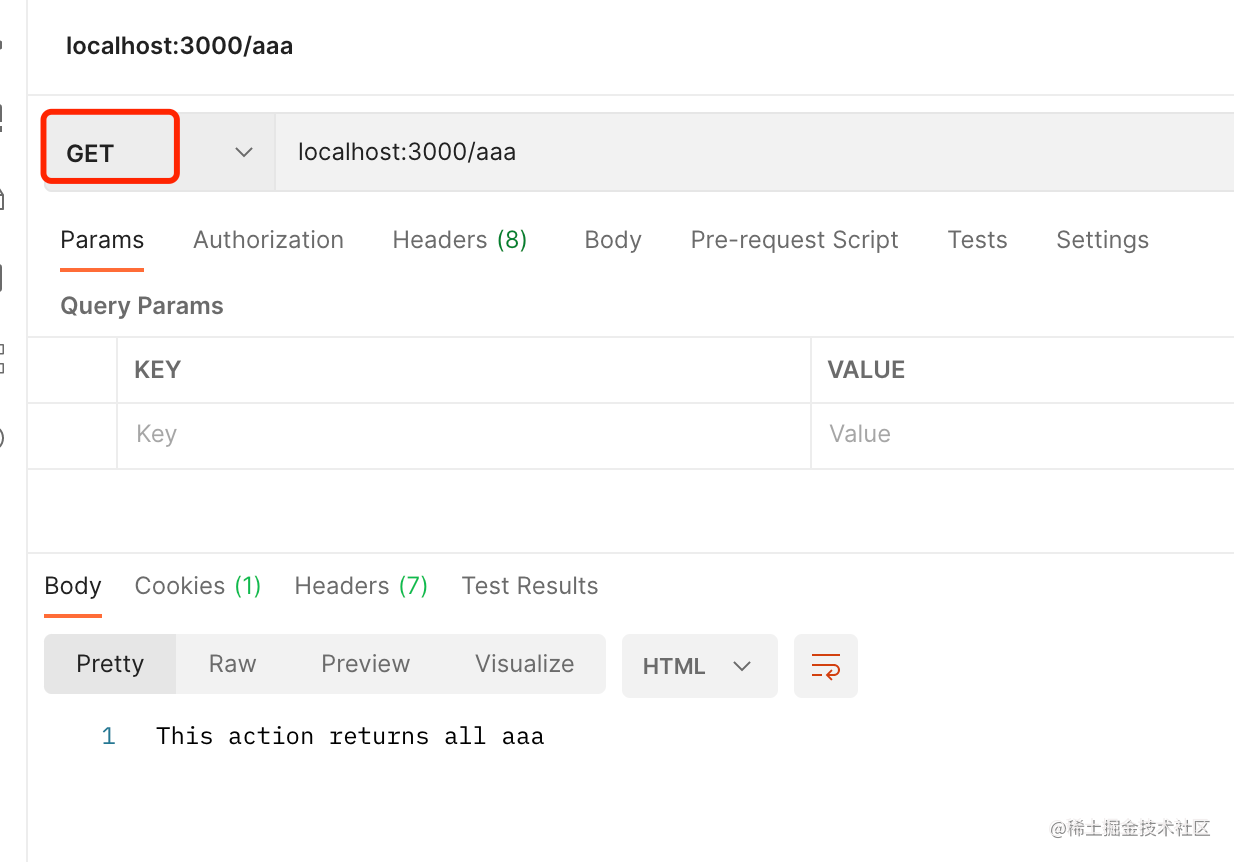 localhost:3000/aaa
GET localhost:3000/aaa
Params Authorization Headers (8) Body Pre-request Script Tests Settings
Query Params
KEY VALUE
Key Value
Body Cookies (1) Headers (7) Test Results
Pretty Raw Preview Visualize HTML
1 This action returns all aaa
@稀土掘金技术社区